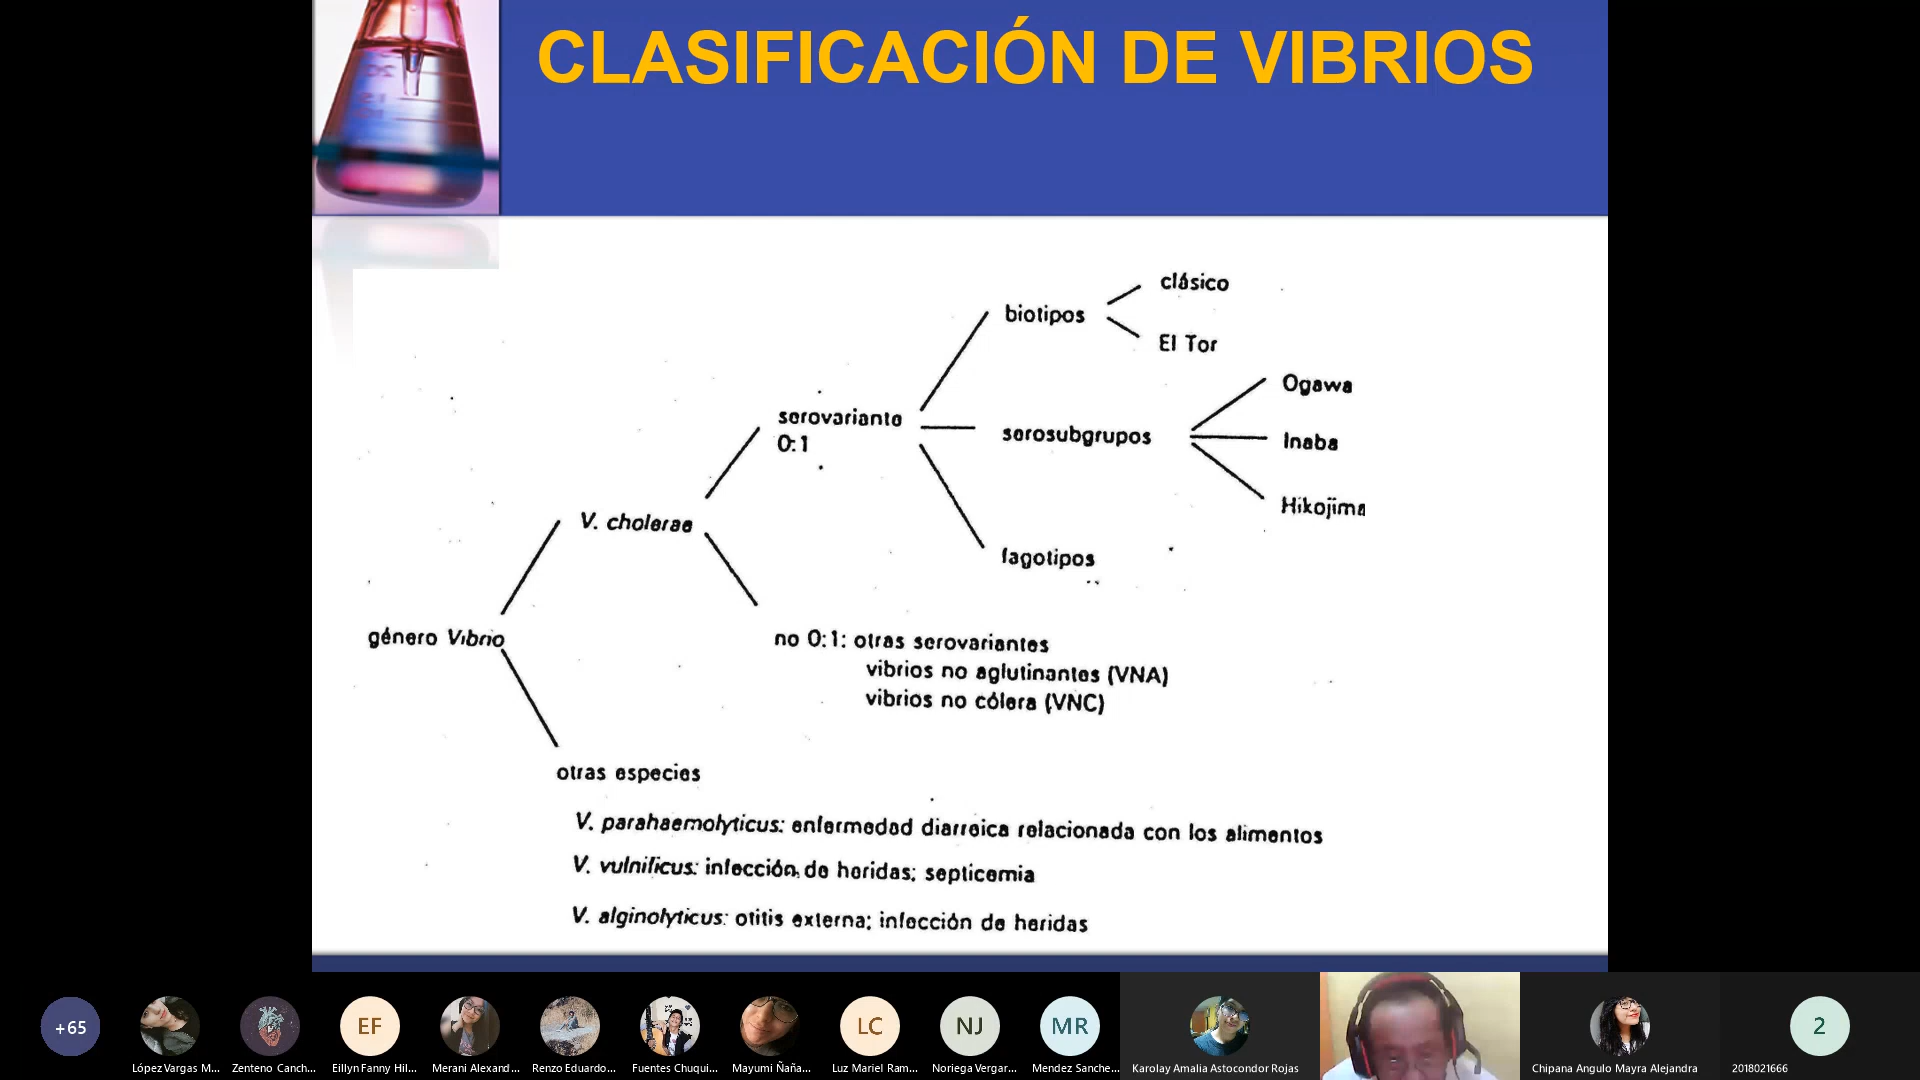 CLASIFICACIÓN DE VIBRIOS
clásico
biotipos
El Tor
Ogawa
serovariante
0:1
serosubgrupos
Inaba
Hikojima
V. cholerae
fagotipos
género Vibrio
no 0:1: otras serovariantes
vibrios no aglutinantes (VNA)
vibrios no cólera (VNC)
otras especies
V. parahaemolyticus: enfermedad diarreica relacionada con los alimentos
V. vulnificus: infección de heridas; septicemia
V. alginolyticus: otitis externa; infección de heridas
+65
EF
LC
NJ
MR
2
López Vargas M...
Zenteno Canch...
Eillyn Fanny Hil...
Merani Alexand...
Renzo Eduardo...
Fuentes Chuqui...
Mayumi Ñaña...
Luz Mariel Ram...
Noriega Vergar...
Mendez Sanche...
Karolay Amalia Astocondor Rojas
Chipana Angulo Mayra Alejandra
2018021666